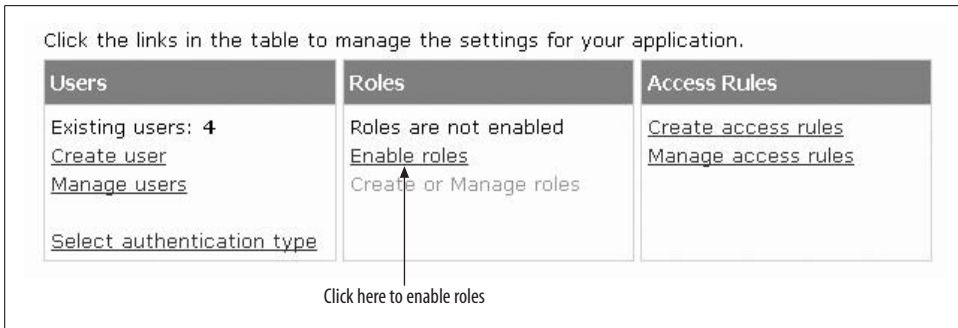 Click the links in the table to manage the settings for your application.
Users
Existing users: 4
Create user
Manage users
Select authentication type
Roles
Roles are not enabled
Enable roles
Create or Manage roles
Access Rules
Create access rules
Manage access rules
Click here to enable roles